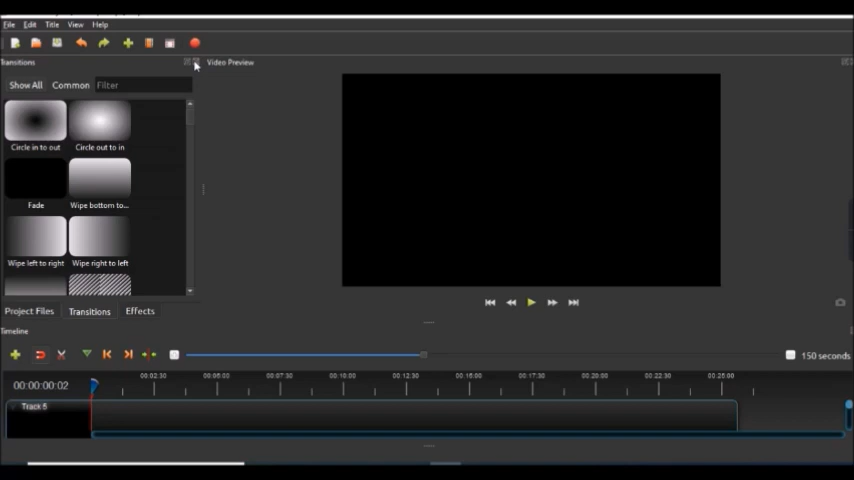 File Edit Title View Help
Transitions
Video Preview
Show All Common Filter
Circle in to out Circle out to in
Fade Wipe bottom to...
Wipe left to right Wipe right to left
Project Files Transitions Effects
Timeline
150 seconds
00:00:00:02
00:02:30 00:05:00 00:07:30 00:10:00 00:12:30 00:15:00 00:17:30 00:20:00 00:22:30 00:25:00
Track 5